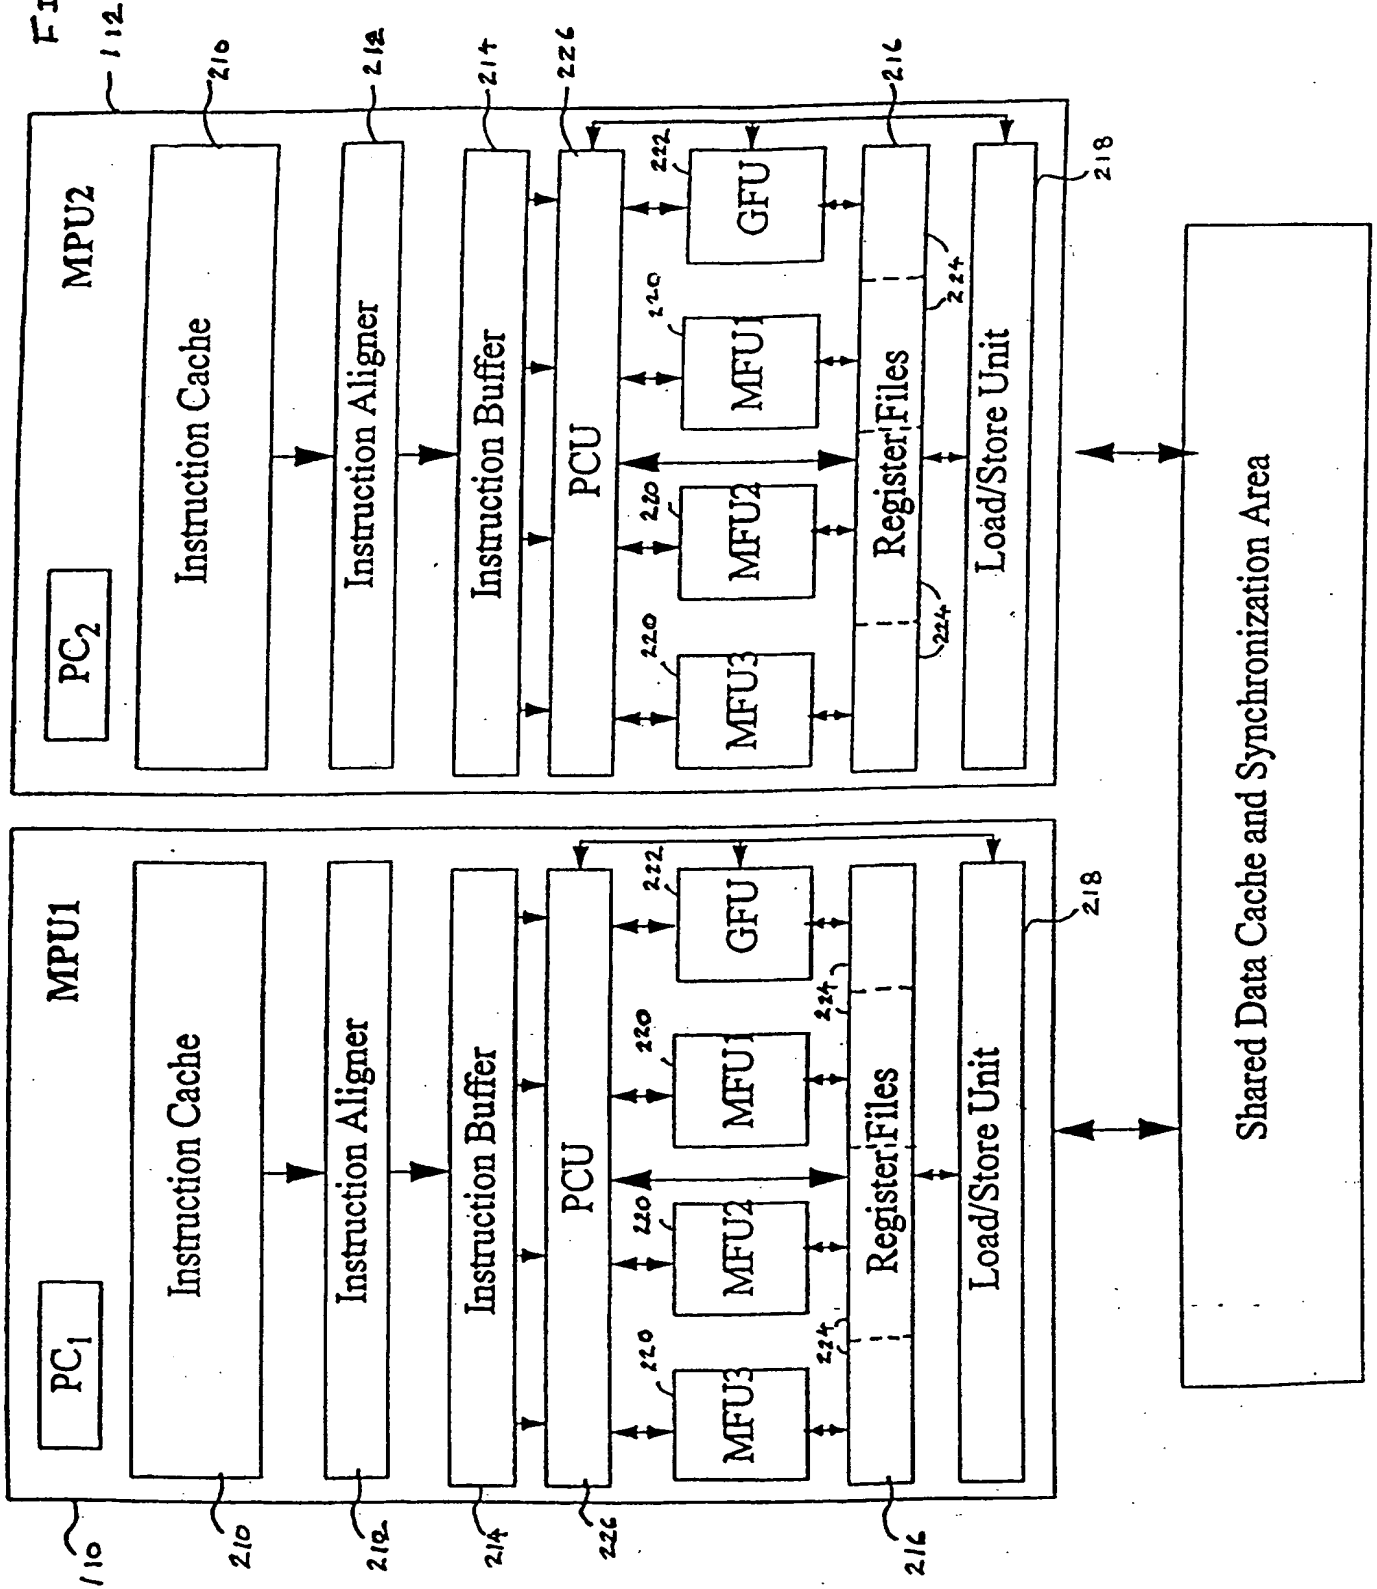 FI
110
MPU1
PC1
Instruction Cache
210
Instruction Aligner
212
Instruction Buffer
214
PCU
226
MFU3
220
MFU2
220
MFU1
220
GFU
222
224
224
Register Files
216
Load/Store Unit
218
112
MPU2
PC2
Instruction Cache
210
Instruction Aligner
212
Instruction Buffer
214
PCU
226
MFU3
220
MFU2
220
MFU1
220
GFU
222
Register Files
216
224
224
Load/Store Unit
218
Shared Data Cache and Synchronization Area